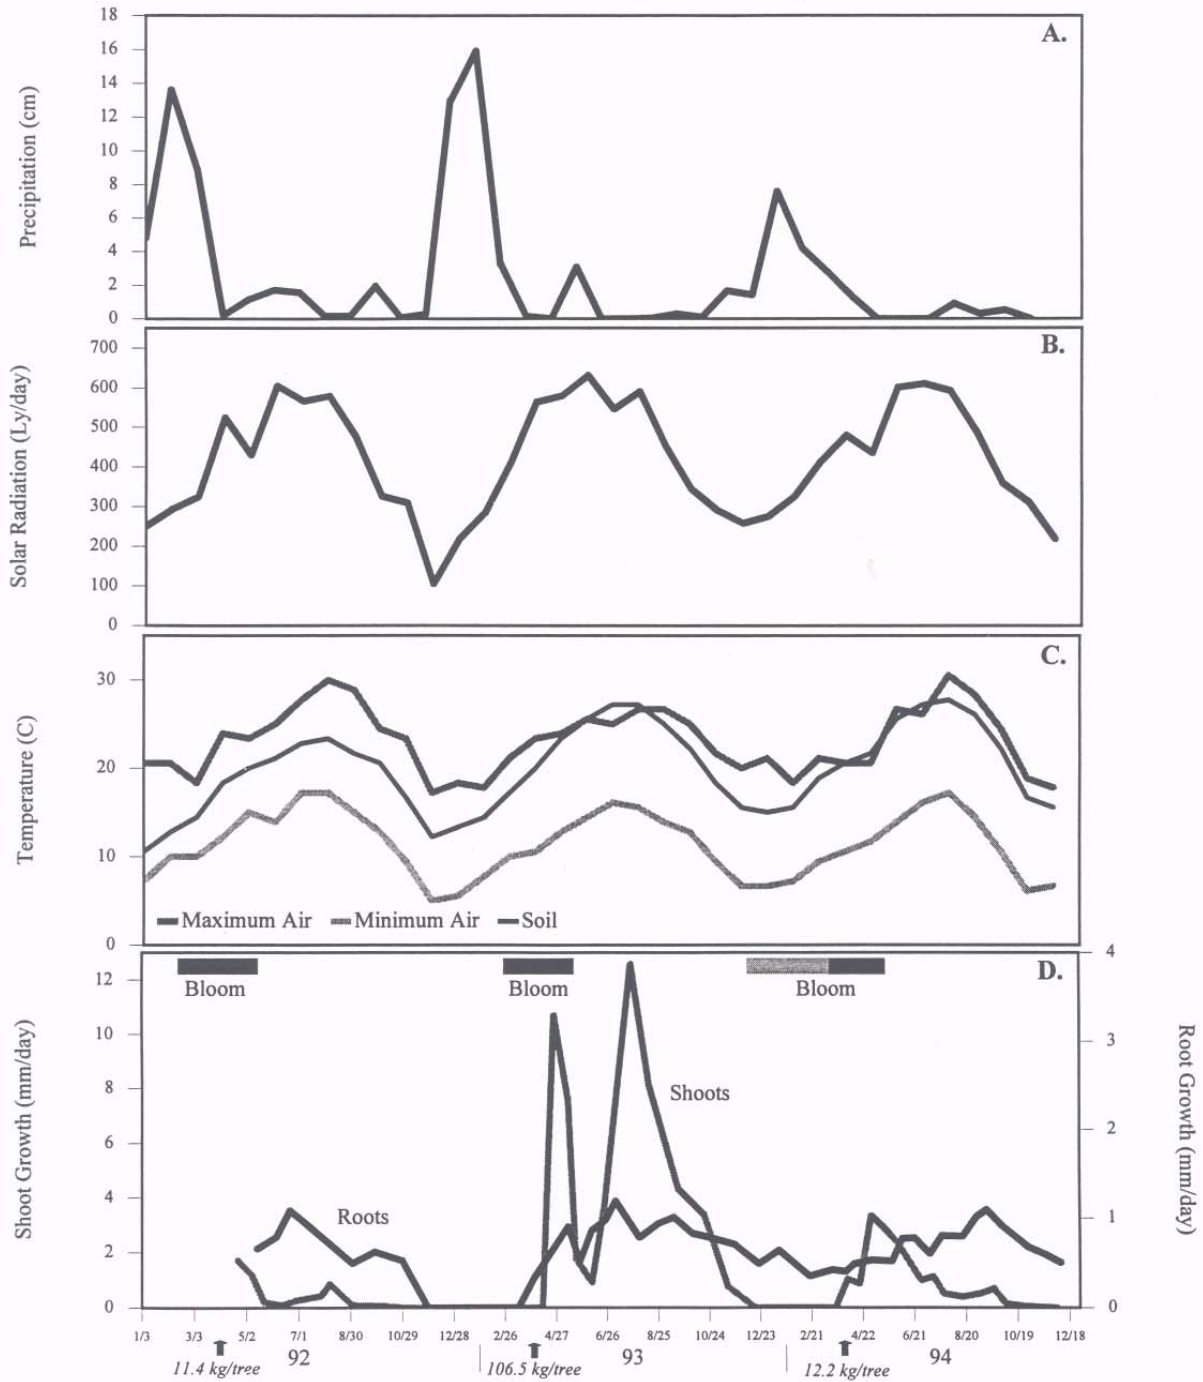 A.
Precipitation (cm)
18
16
14
12
10
8
6
4
2
0
B.
Solar Radiation (Ly/day)
700
600
500
400
300
200
100
0
C.
Temperature (C)
30
20
10
0
Maximum Air Minimum Air Soil
D.
Bloom Bloom Bloom
Shoot Growth (mm/day)
12
10
8
6
4
2
0
Shoots
Roots
Root Growth (mm/day)
4
3
2
1
0
1/3 3/3 5/2 7/1 8/30 10/29 12/28 2/26 4/27 6/26 8/25 10/24 12/23 2/21 4/22 6/21 8/20 10/19 12/18
92 93 94
11.4 kg/tree 106.5 kg/tree 12.2 kg/tree